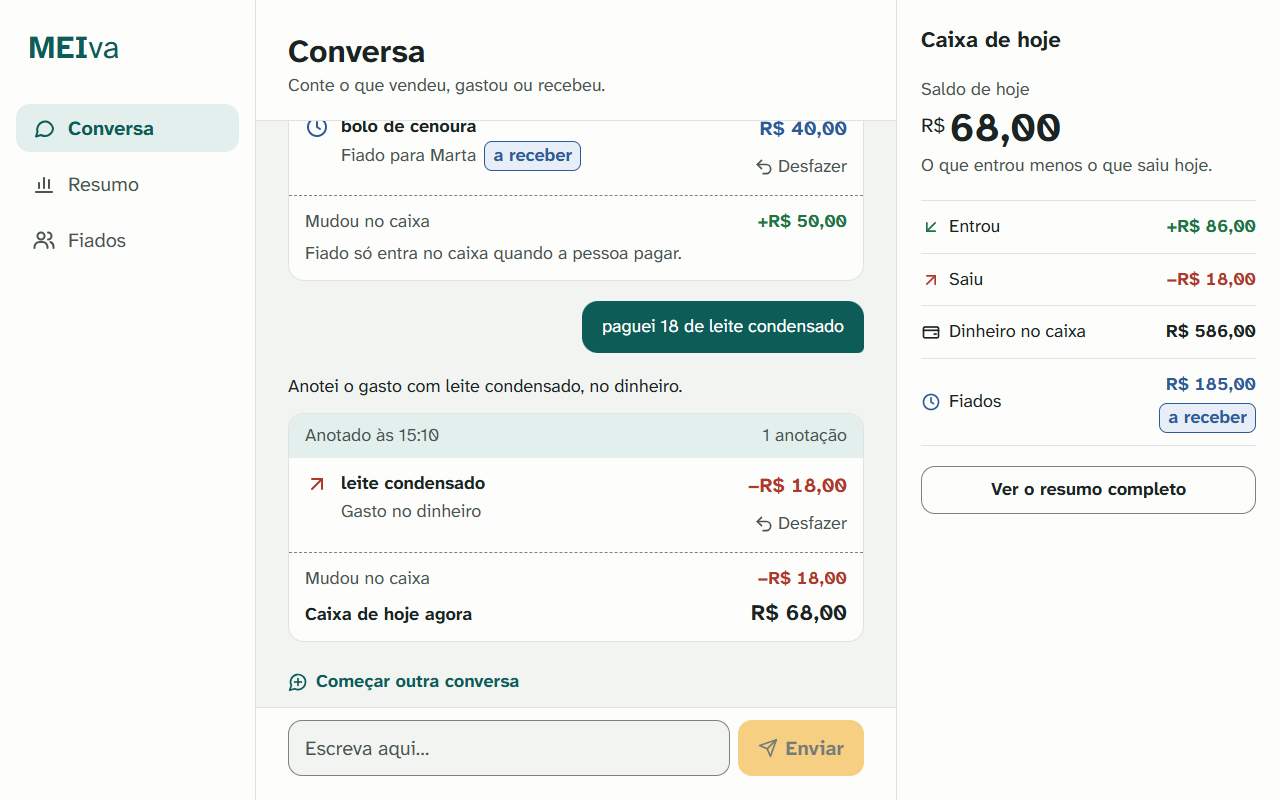 MEIva
Conversa
Resumo
Fiados
Conversa
Conte o que vendeu, gastou ou recebeu.
bolo de cenoura
R$ 40,00
Fiado para Marta a receber
Desfazer
Mudou no caixa
+R$ 50,00
Fiado só entra no caixa quando a pessoa pagar.
paguei 18 de leite condensado
Anotei o gasto com leite condensado, no dinheiro.
Anotado às 15:10
1 anotação
leite condensado
−R$ 18,00
Gasto no dinheiro
Desfazer
Mudou no caixa
−R$ 18,00
Caixa de hoje agora
R$ 68,00
Começar outra conversa
Escreva aqui...
Enviar
Caixa de hoje
Saldo de hoje
R$ 68,00
O que entrou menos o que saiu hoje.
Entrou
+R$ 86,00
Saiu
−R$ 18,00
Dinheiro no caixa
R$ 586,00
Fiados
R$ 185,00
a receber
Ver o resumo completo